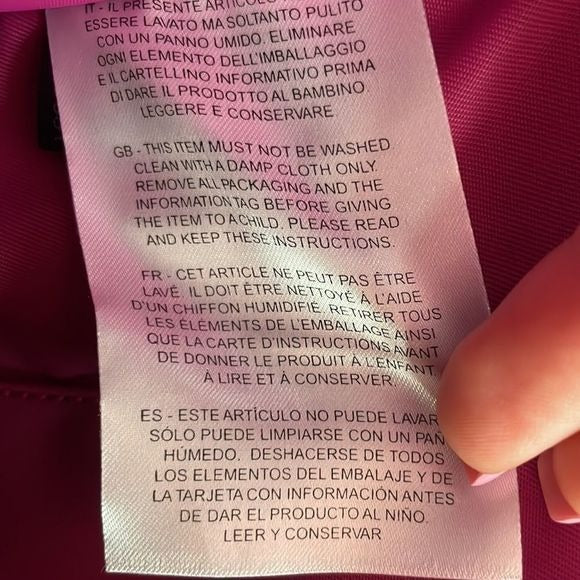 IT - IL PRESENTE ARTICOLO
ESSERE LAVATO MA SOLTANTO PULITO
CON UN PANNO UMIDO. ELIMINARE
OGNI ELEMENTO DELL'IMBALLAGGIO
E IL CARTELLINO INFORMATIVO PRIMA
DI DARE IL PRODOTTO AL BAMBINO.
LEGGERE E CONSERVARE.
GB - THIS ITEM MUST NOT BE WASHED.
CLEAN WITH A DAMP CLOTH ONLY.
REMOVE ALL PACKAGING AND THE
INFORMATION TAG BEFORE GIVING
THE ITEM TO A CHILD. PLEASE READ
AND KEEP THESE INSTRUCTIONS.
FR - CET ARTICLE NE PEUT PAS ÊTRE
LAVÉ. IL DOIT ÊTRE NETTOYÉ À L'AIDE
D'UN CHIFFON HUMIDIFIÉ. RETIRER TOUS
LES ÉLÉMENTS DE L'EMBALLAGE AINSI
QUE LA CARTE D'INSTRUCTIONS AVANT
DE DONNER LE PRODUIT À L'ENFANT.
À LIRE ET À CONSERVER.
ES - ESTE ARTÍCULO NO PUEDE LAVAR
SÓLO PUEDE LIMPIARSE CON UN PAÑ
HÚMEDO. DESHACERSE DE TODOS
LOS ELEMENTOS DEL EMBALAJE Y DE
LA TARJETA CON INFORMACIÓN ANTES
DE DAR EL PRODUCTO AL NIÑO.
LEER Y CONSERVAR